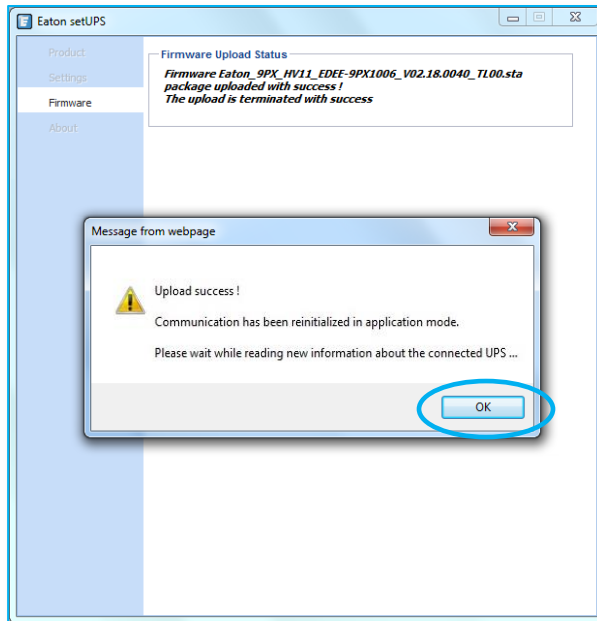 Eaton setUPS
Product
Settings
Firmware
About
Firmware Upload Status
Firmware Eaton_9PX_HV11_EDEE-9PX1006_V02.18.0040_TL00.sta
package uploaded with success !
The upload is terminated with success
Message from webpage
Upload success !
Communication has been reinitialized in application mode.
Please wait while reading new information about the connected UPS ...
OK